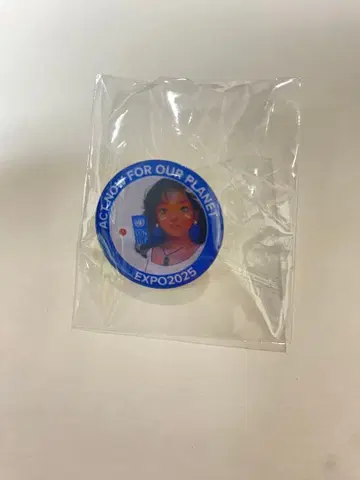 ACT NOW FOR OUR PLANET
EXPO2025